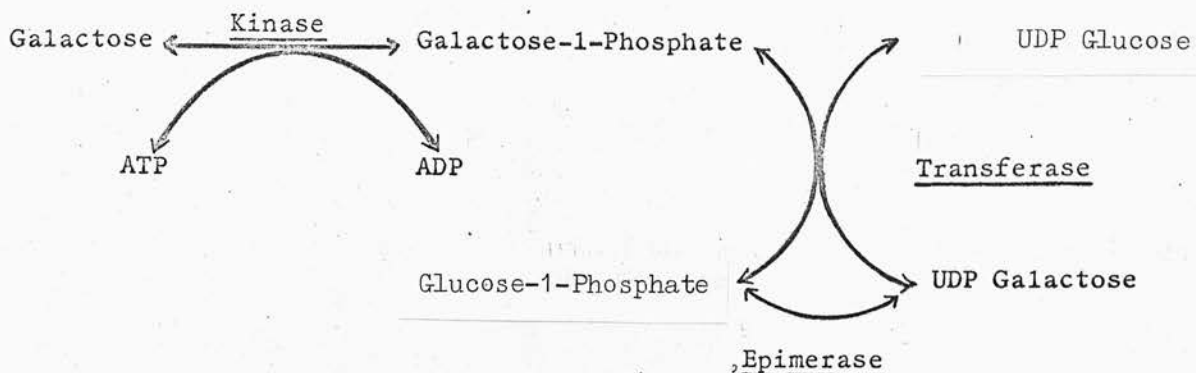 Kinase
Galactose Galactose-1-Phosphate UDP Glucose
ATP ADP Transferase
Glucose-1-Phosphate UDP Galactose
,Epimerase